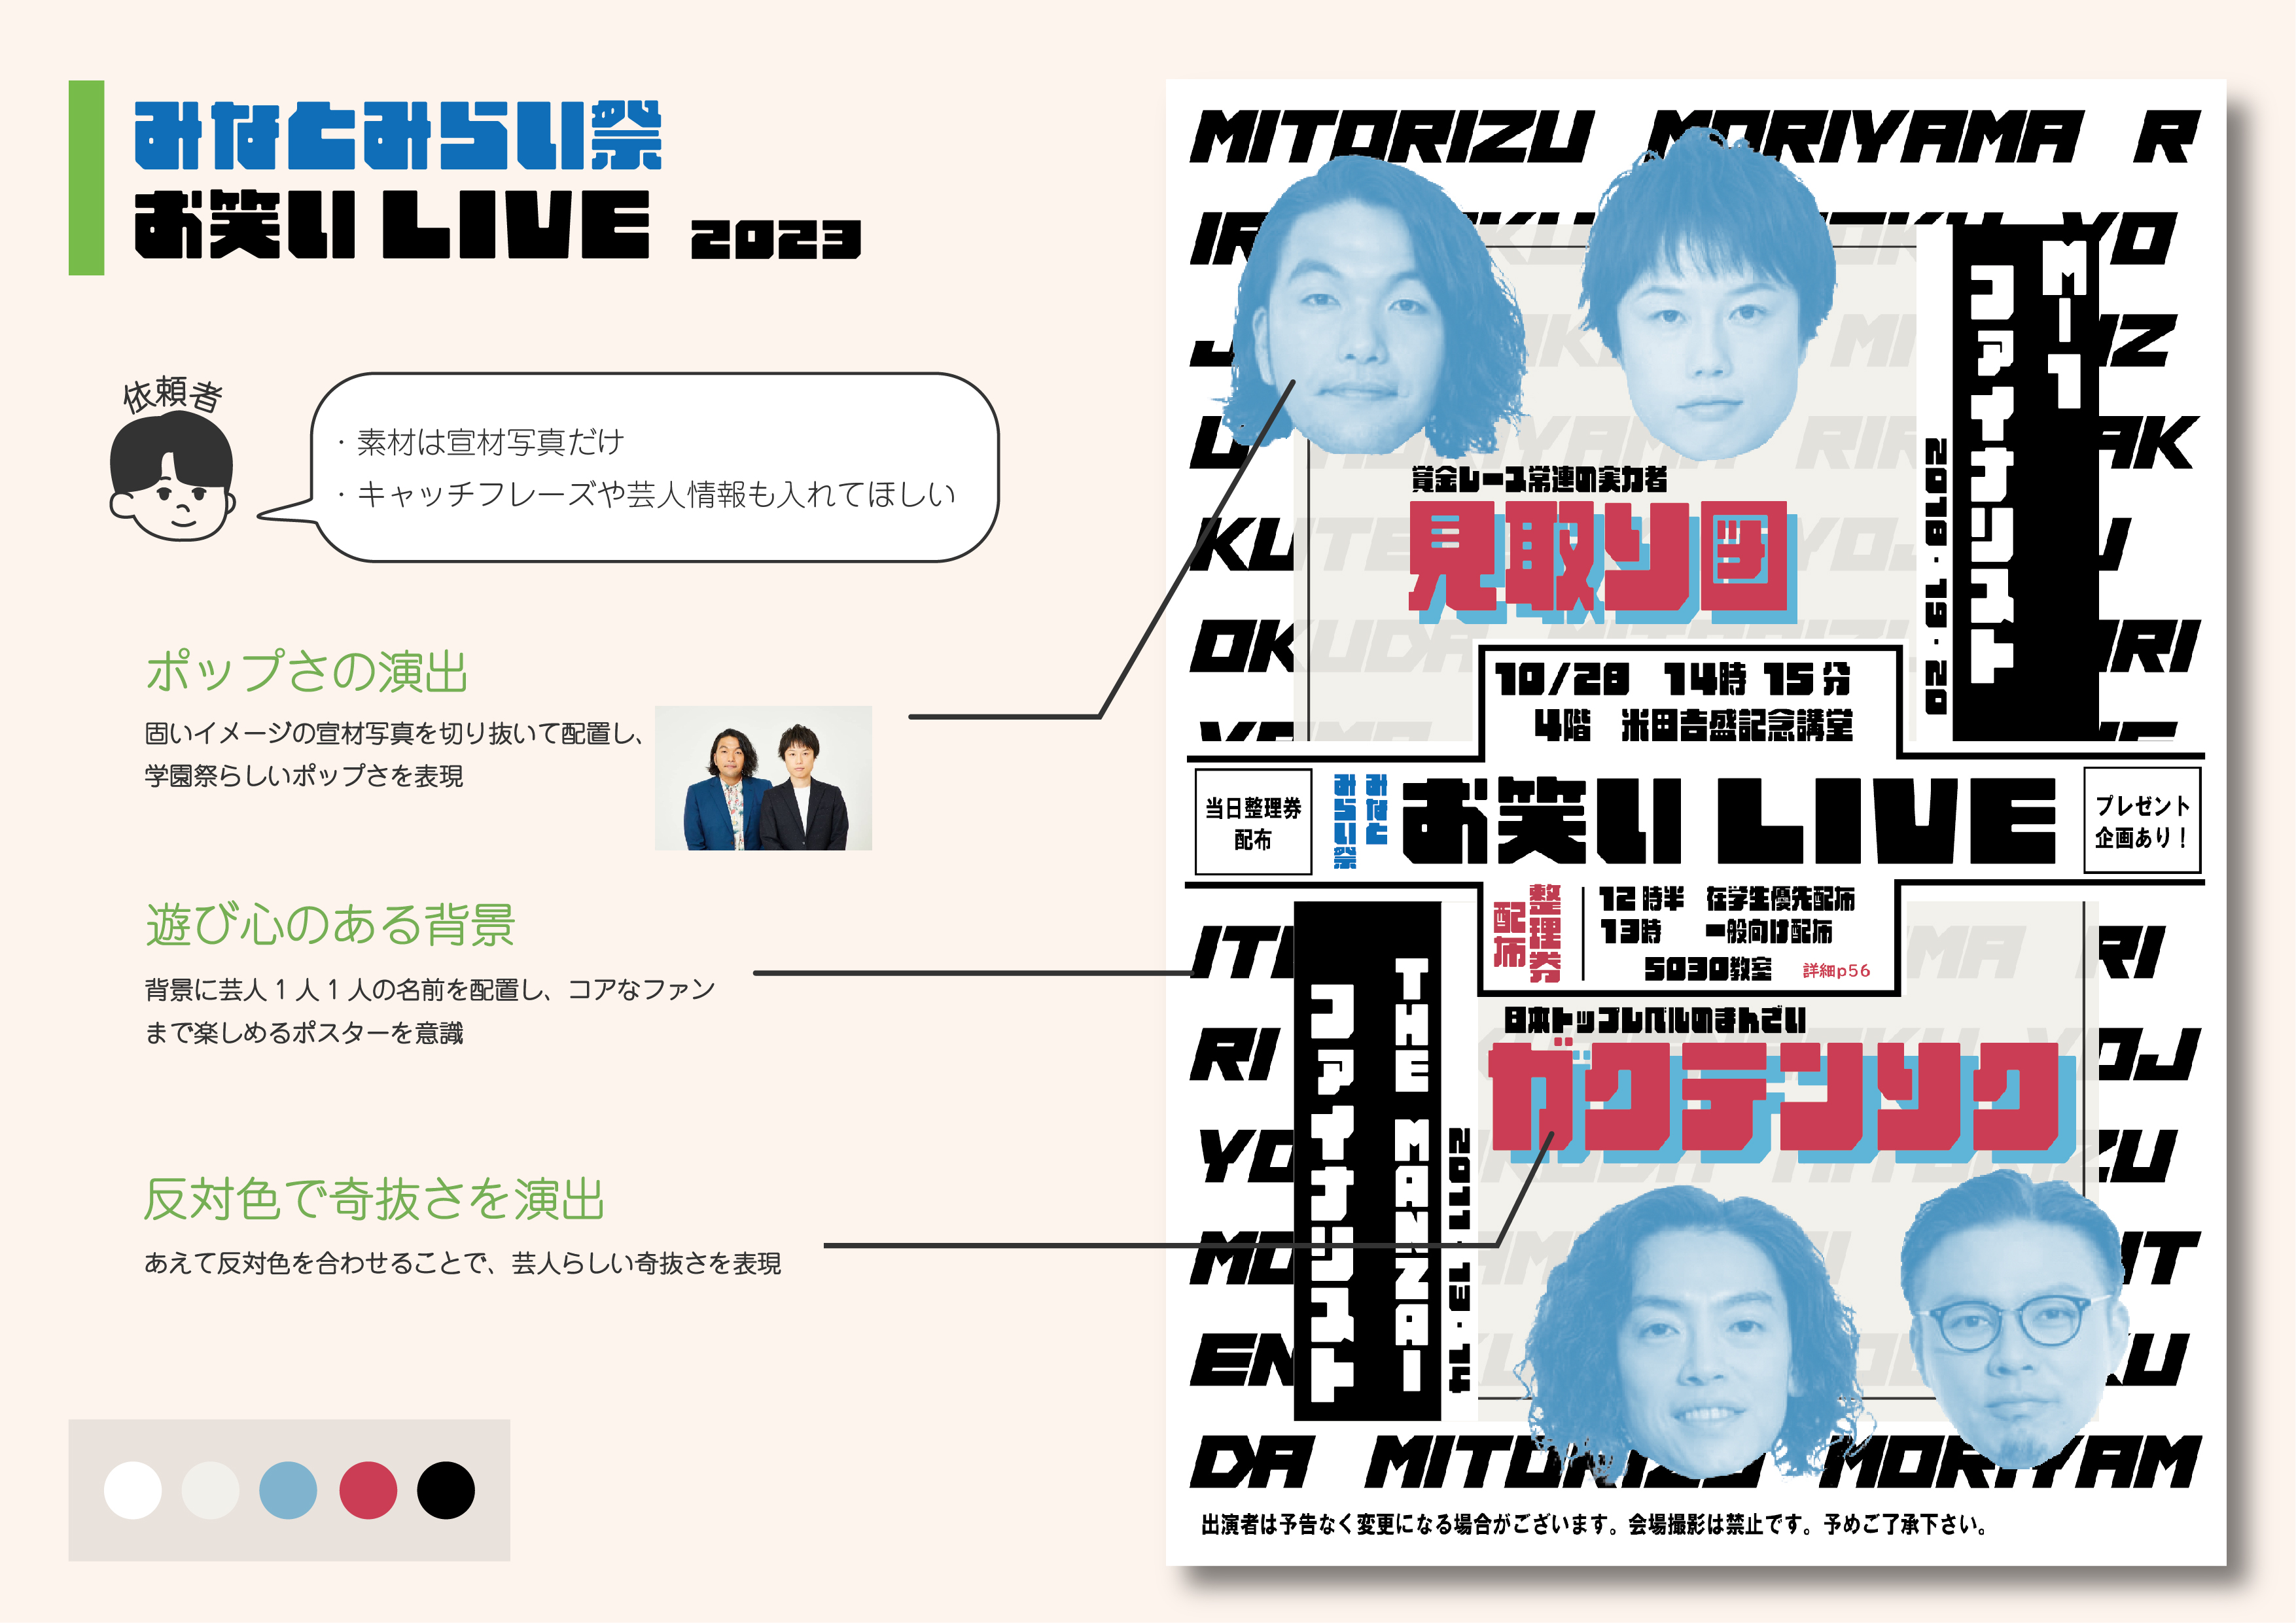 みなとみらい祭
お笑い LIVE 2023
依頼者
・素材は宣材写真だけ
・キャッチフレーズや芸人情報も入れてほしい
ポップさの演出
固いイメージの宣材写真を切り抜いて配置し、
学園祭らしいポップさを表現
遊び心のある背景
背景に芸人１人１人の名前を配置し、コアなファン
まで楽しめるポスターを意識
反対色で奇抜さを演出
あえて反対色を合わせることで、芸人らしい奇抜さを表現
MITORIZU MORIYAMA R
YO
IZ
AK
KUTE
OKUDA
M-1
ファイナリスト
2018・19・20
賞金レース常連の実力者
見取り図
10/28 14時15分
4階 米田吉盛記念講堂
当日整理券
配布
みなと
みらい祭
お笑い LIVE
プレゼント
企画あり！
整理券
配布
12時半 在学生優先配布
13時 一般向け配布
5030教室 詳細p56
日本トップレベルのまんざい
ガクテンソク
THE MANZAI
ファイナリスト
2011・13・14
RI
YO
MO
EN
DA MITORIZU MORIYAM
出演者は予告なく変更になる場合がございます。会場撮影は禁止です。予めご了承下さい。